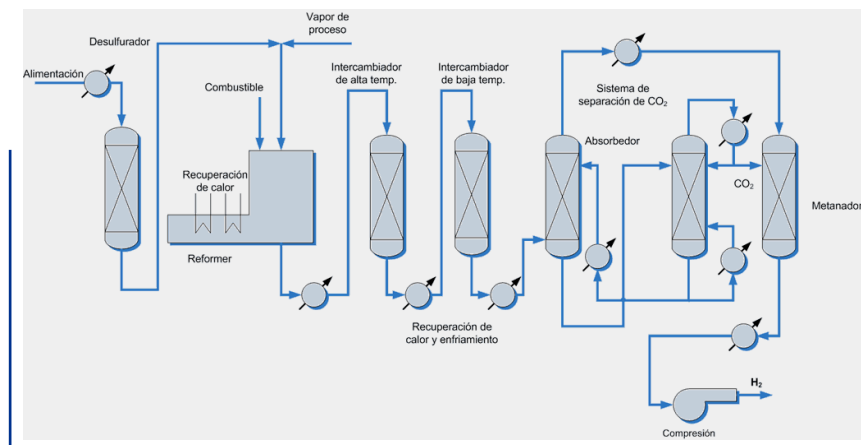 Vapor de
proceso
Desulfurador
Alimentación
Combustible
Intercambiador
de alta temp.
Intercambiador
de baja temp.
Sistema de
separación de CO₂
Absorbedor
Recuperación
de calor
CO₂
Metanador
Reformer
Recuperación de
calor y enfriamiento
H₂
Compresión